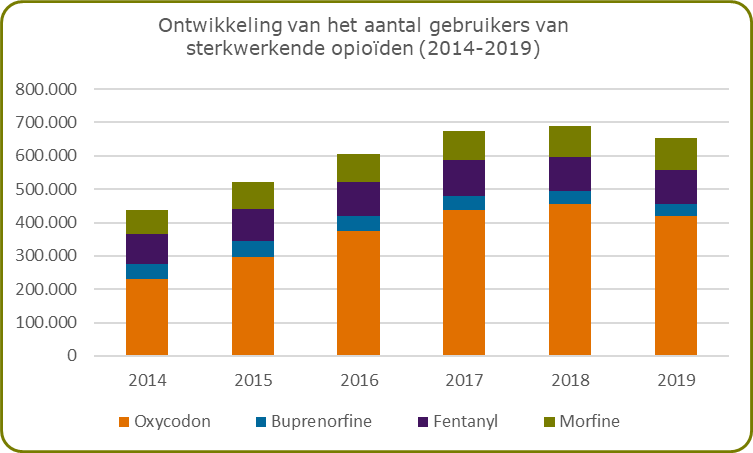 Ontwikkeling van het aantal gebruikers van
sterkwerkende opioïden (2014-2019)
800.000
700.000
600.000
500.000
400.000
300.000
200.000
100.000
0
2014 2015 2016 2017 2018 2019
Oxycodon Buprenorfine Fentanyl Morfine